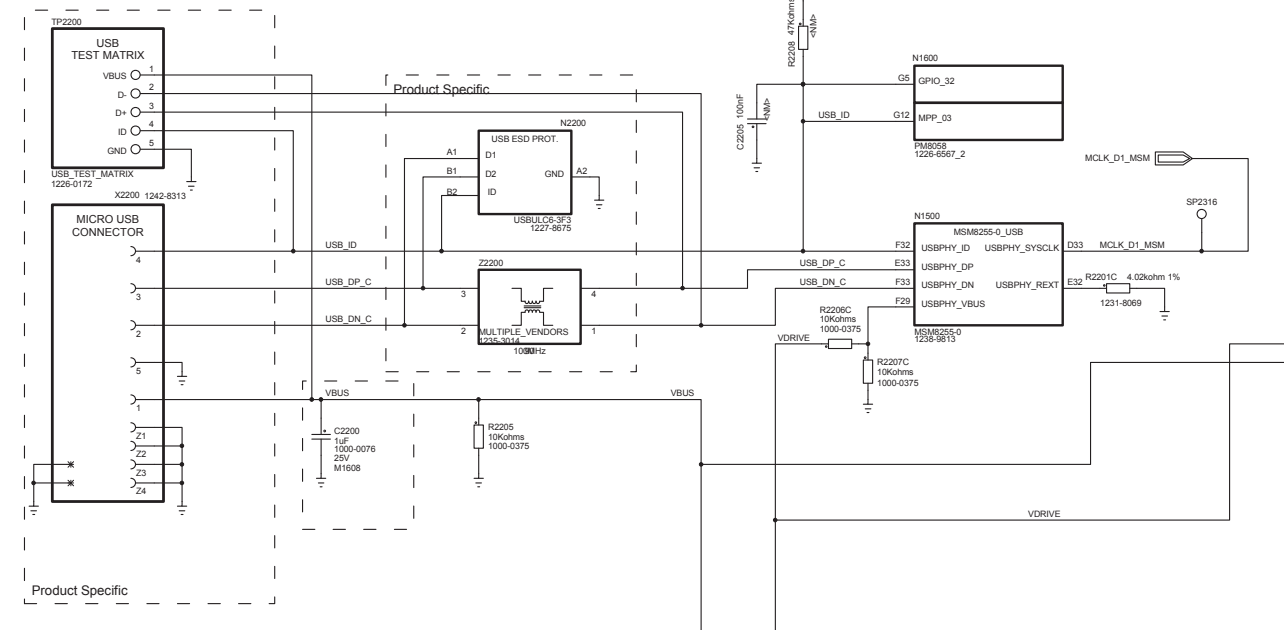 TP2200
USB
TEST MATRIX
VBUS 1
D- 2
D+ 3
ID 4
GND 5
USB_TEST_MATRIX
1226-0172
X2200 1242-8313
MICRO USB
CONNECTOR
4
3
2
5
1
Z1
Z2
Z3
Z4
Product Specific
Product Specific
N2200
USB ESD PROT.
A1 D1
B1 D2 GND A2
B2 ID
USBULC6-3F3
1227-8675
USB_ID
USB_DP_C
USB_DN_C
Z2200
3 4
2 1
MULTIPLE_VENDORS
1235-3014
VBUS
VBUS
C2200
1uF
1000-0076
25V
M1608
R2205
10Kohms
1000-0375
R2208 47Kohms
<NM>
C2205 100nF
<NM>
N1600
G5 GPIO_32
USB_ID G12 MPP_03
PM8058
1226-6567_2
MCLK_D1_MSM
SP2316
N1500
MSM8255-0_USB
F32 USBPHY_ID USBPHY_SYSCLK D33 MCLK_D1_MSM
USB_DP_C E33 USBPHY_DP
USB_DN_C F33 USBPHY_DN USBPHY_REXT E32
F29 USBPHY_VBUS
MSM8255-0
1238-9813
R2201C 4.02kohm 1%
1231-8069
R2206C
10Kohms
1000-0375
VDRIVE
R2207C
10Kohms
1000-0375
VDRIVE